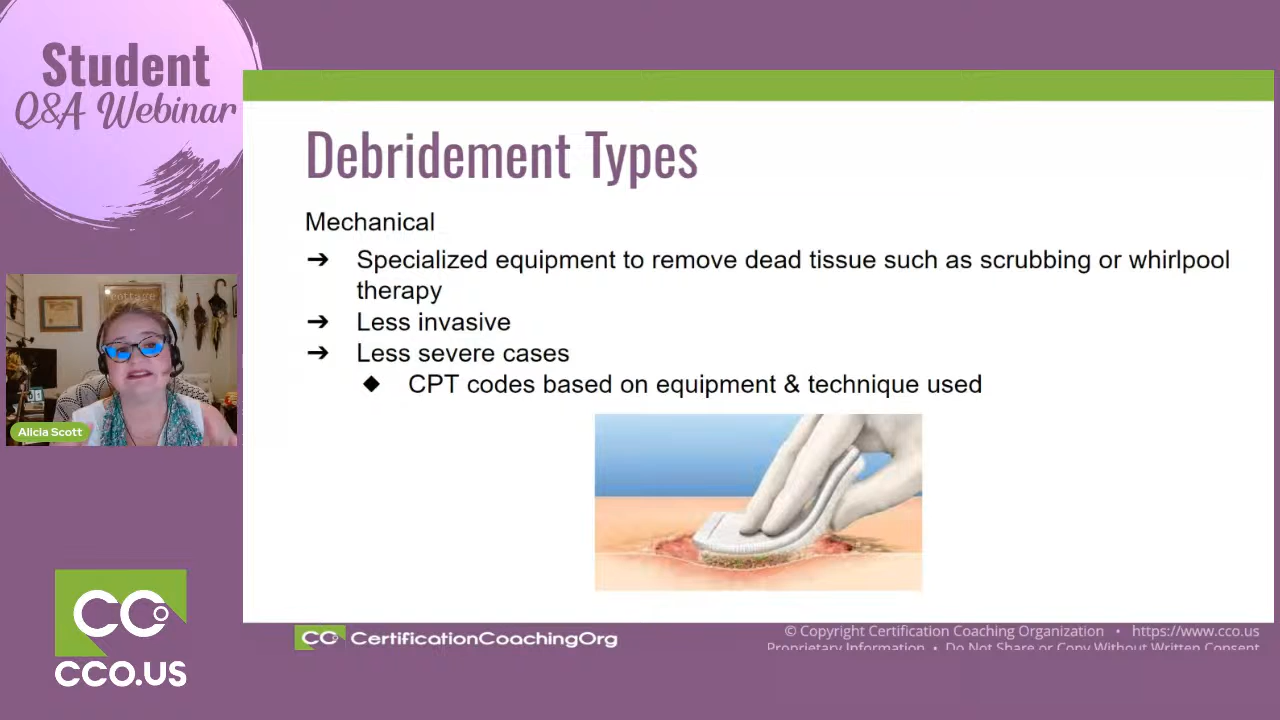 Student
Q&A Webinar
Debridement Types
Mechanical
➔ Specialized equipment to remove dead tissue such as scrubbing or whirlpool
therapy
➔ Less invasive
➔ Less severe cases
◆ CPT codes based on equipment & technique used
cottage
Alicia Scott
CCO
CCO.US
CCO CertificationCoachingOrg
© Copyright Certification Coaching Organization • https://www.cco.us
Proprietary Information • Do Not Share or Copy Without Written Consent